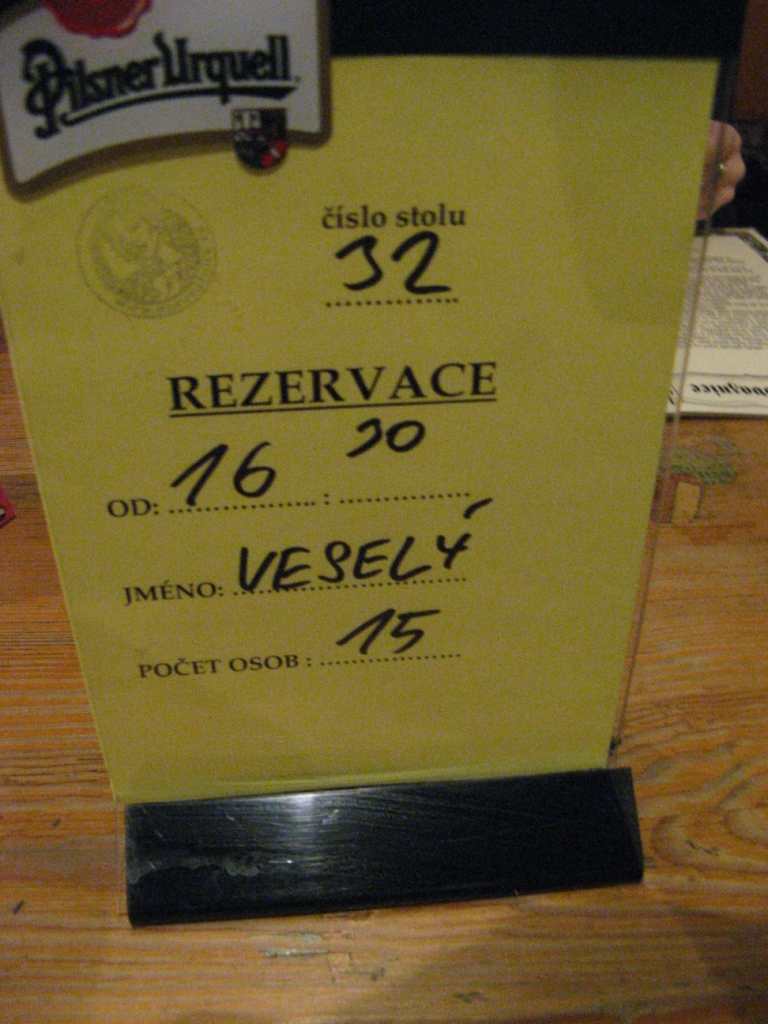 Pilsner Urquell
číslo stolu
32
REZERVACE
OD: 16 : 30
JMÉNO: VESELÝ
POČET OSOB : 15